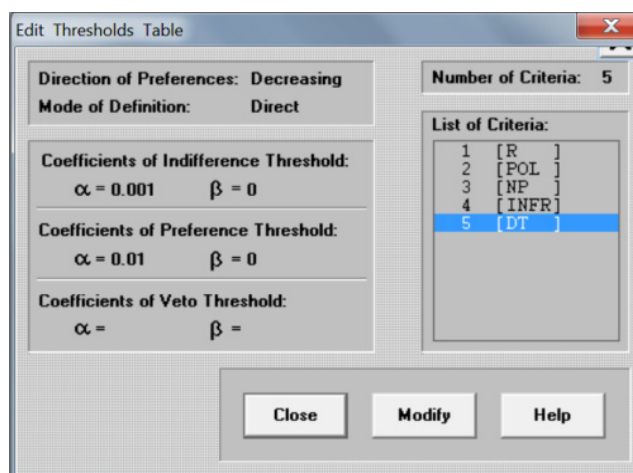 Edit Thresholds Table
Direction of Preferences: Decreasing
Mode of Definition: Direct
Coefficients of Indifference Threshold:
α = 0.001 β = 0
Coefficients of Preference Threshold:
α = 0.01 β = 0
Coefficients of Veto Threshold:
α = β =
Number of Criteria: 5
List of Criteria:
1 [R ]
2 [POL ]
3 [NP ]
4 [INFR]
5 [DT ]
Close Modify Help